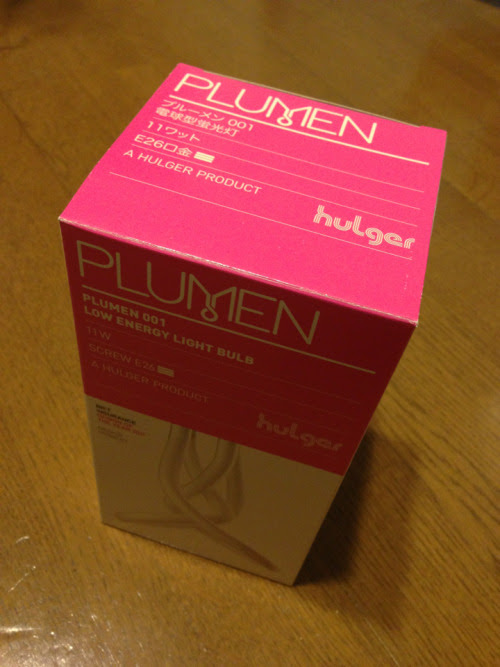 PLUMEN
プルーメン 001
電球型蛍光灯
11ワット
E26口金
A HULGER PRODUCT
hulger
PLUMEN
PLUMEN 001
LOW ENERGY LIGHT BULB
11W
SCREW E26
A HULGER PRODUCT
hulger
INSURANCE